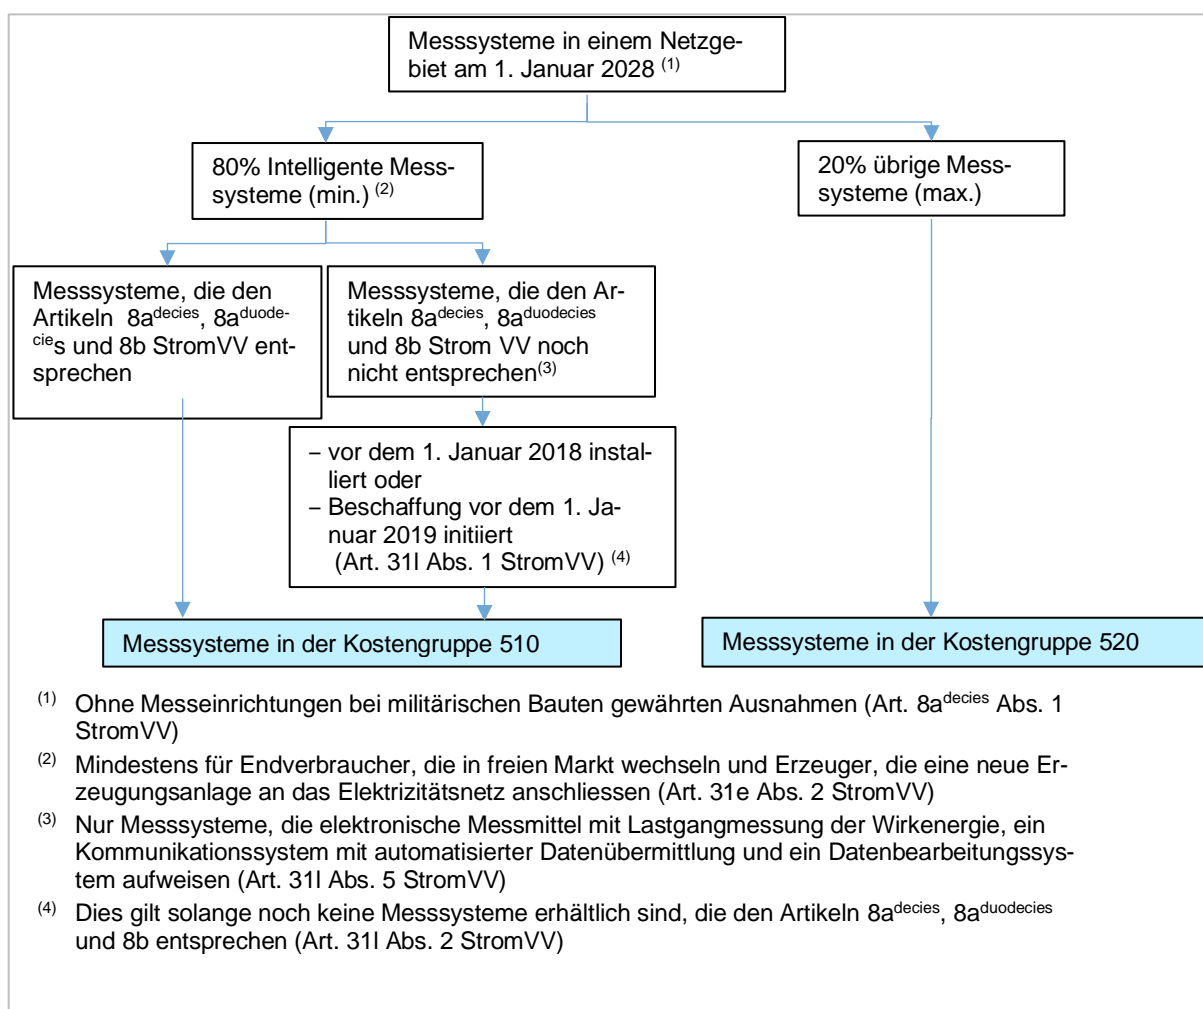 Messsysteme in einem Netzge-
biet am 1. Januar 2028 (1)
80% Intelligente Mess-
systeme (min.) (2)
20% übrige Mess-
systeme (max.)
Messsysteme, die den
Artikeln 8adecies, 8aduode-
cies und 8b StromVV ent-
sprechen
Messsysteme, die den Ar-
tikeln 8adecies, 8aduodecies
und 8b Strom VV noch
nicht entsprechen(3)
– vor dem 1. Januar 2018 instal-
liert oder
– Beschaffung vor dem 1. Ja-
nuar 2019 initiiert
(Art. 31l Abs. 1 StromVV) (4)
Messsysteme in der Kostengruppe 510
Messsysteme in der Kostengruppe 520
(1) Ohne Messeinrichtungen bei militärischen Bauten gewährten Ausnahmen (Art. 8adecies Abs. 1
StromVV)
(2) Mindestens für Endverbraucher, die in freien Markt wechseln und Erzeuger, die eine neue Er-
zeugungsanlage an das Elektrizitätsnetz anschliessen (Art. 31e Abs. 2 StromVV)
(3) Nur Messsysteme, die elektronische Messmittel mit Lastgangmessung der Wirkenergie, ein
Kommunikationssystem mit automatisierter Datenübermittlung und ein Datenbearbeitungssys-
tem aufweisen (Art. 31l Abs. 5 StromVV)
(4) Dies gilt solange noch keine Messsysteme erhältlich sind, die den Artikeln 8adecies, 8aduodecies
und 8b entsprechen (Art. 31l Abs. 2 StromVV)